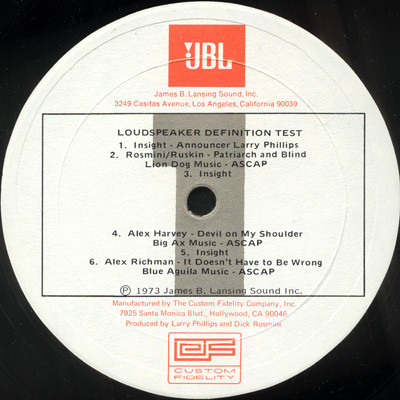 JBL
James B. Lansing Sound, Inc.
3249 Casitas Avenue, Los Angeles, California 90039
LOUDSPEAKER DEFINITION TEST
1. Insight - Announcer Larry Phillips
2. Rosmini/Ruskin - Patriarch and Blind
Lion Dog Music - ASCAP
3. Insight
1
4. Alex Harvey - Devil on My Shoulder
Big Ax Music - ASCAP
5. Insight
6. Alex Richman - It Doesn't Have to Be Wrong
Blue Aguila Music - ASCAP
Ⓟ 1973 James B, Lansing Sound Inc.
Manufactured by The Custom Fidelity Company, Inc.
7925 Santa Monica Blvd., Hollywood, CA 90046
Produced by Larry Phillips and Dick Rosmini
CF
CUSTOM
FIDELITY